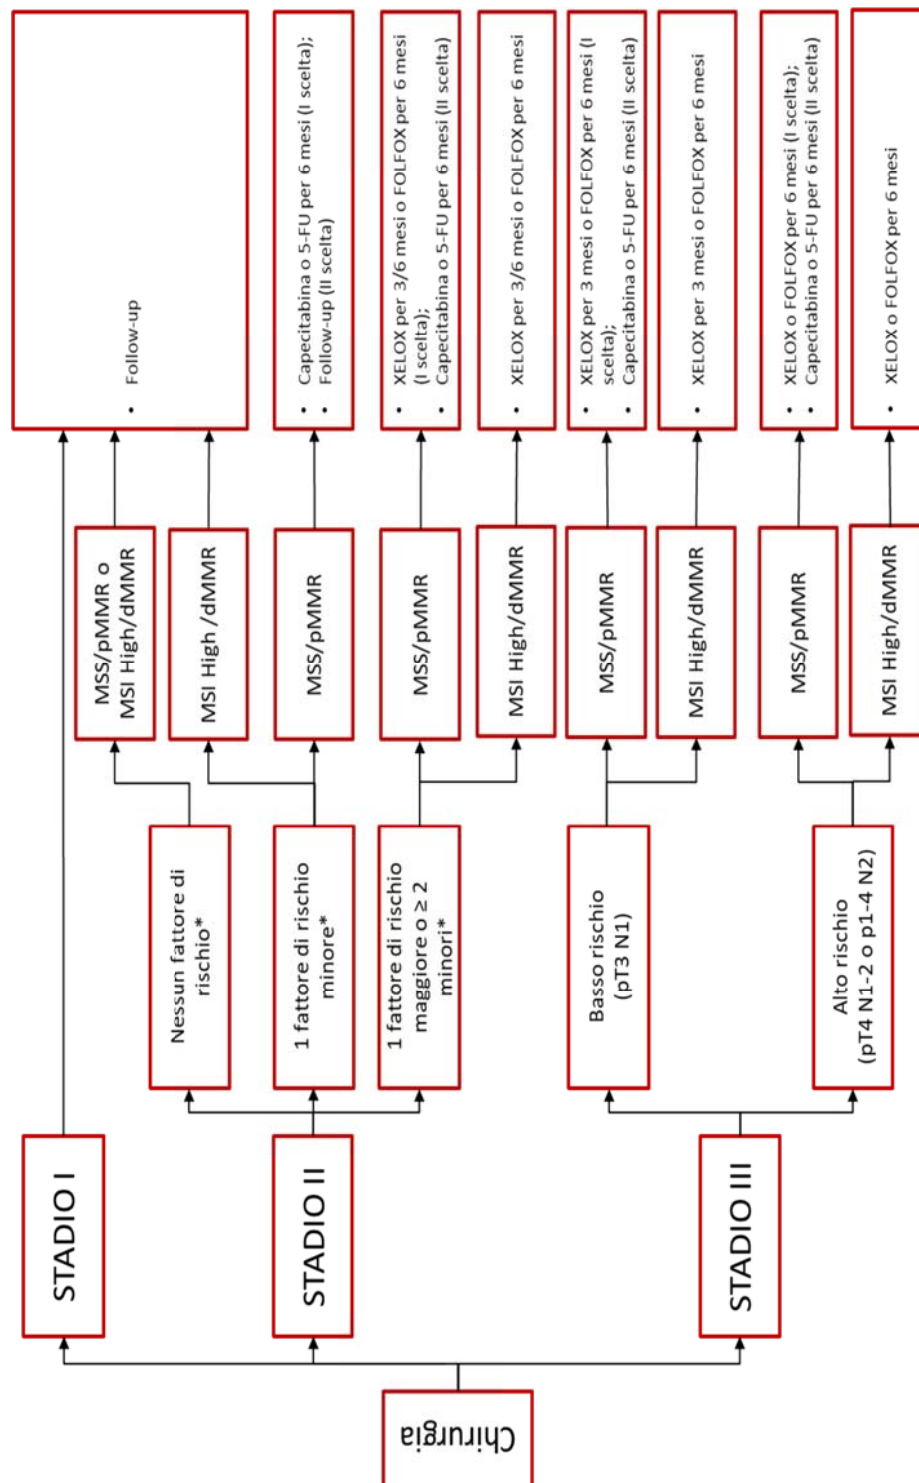 Chirurgia
STADIO I
STADIO II
STADIO III
Nessun fattore di
rischio*
1 fattore di rischio
minore*
1 fattore di rischio
maggiore o ≥ 2
minori*
Basso rischio
(pT3 N1)
Alto rischio
(pT4 N1-2 o p1-4 N2)
MSS/pMMR o
MSI High/dMMR
MSI High /dMMR
MSS/pMMR
MSS/pMMR
MSI High/dMMR
MSS/pMMR
MSI High/dMMR
MSS/pMMR
MSI High/dMMR
• Follow-up
• Capecitabina o 5-FU per 6 mesi (I scelta);
• Follow-up (II scelta)
• XELOX per 3/6 mesi o FOLFOX per 6 mesi
(I scelta);
• Capecitabina o 5-FU per 6 mesi (II scelta)
• XELOX per 3/6 mesi o FOLFOX per 6 mesi
• XELOX per 3 mesi o FOLFOX per 6 mesi (I
scelta);
• Capecitabina o 5-FU per 6 mesi (II scelta)
• XELOX per 3 mesi o FOLFOX per 6 mesi
• XELOX o FOLFOX per 6 mesi (I scelta);
• Capecitabina o 5-FU per 6 mesi (II scelta)
• XELOX o FOLFOX per 6 mesi